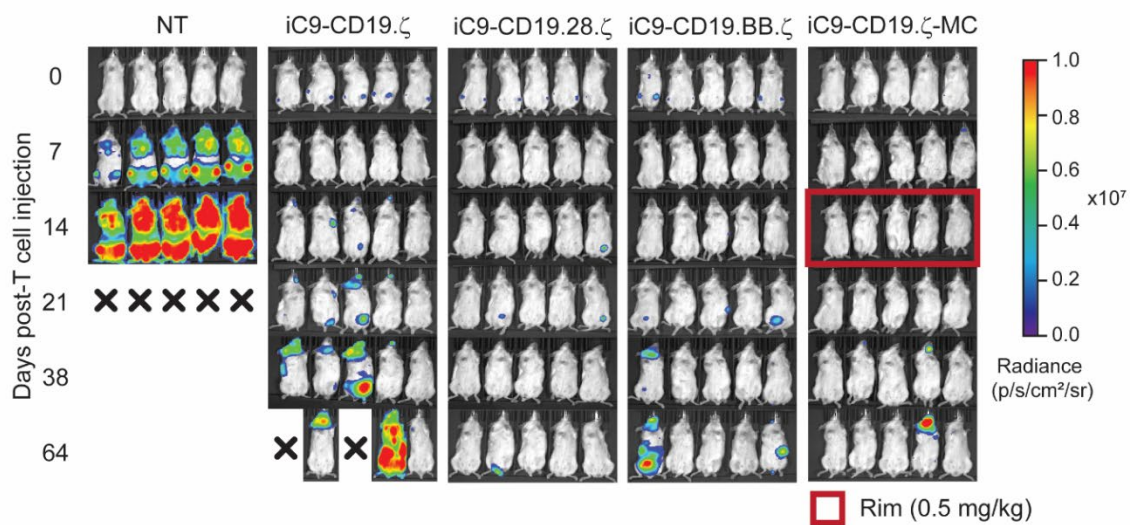 NT iC9-CD19.ζ iC9-CD19.28.ζ iC9-CD19.BB.ζ iC9-CD19.ζ-MC
0
7
14
21
38
64
Days post-T cell injection
1.0
0.8
0.6
0.4
0.2
0.0
x10⁷
Radiance
(p/s/cm²/sr)
Rim (0.5 mg/kg)